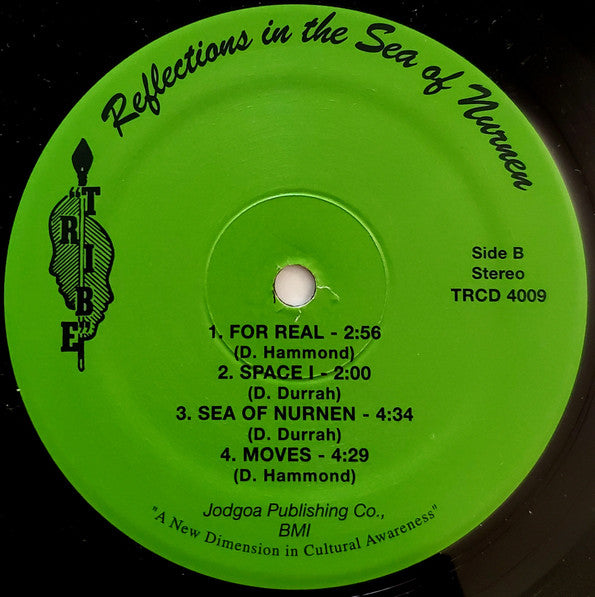 Reflections in the Sea of Nurnen
"TRIBE"
Side B
Stereo
TRCD 4009
1. FOR REAL - 2:56
(D. Hammond)
2. SPACE I - 2:00
(D. Durrah)
3. SEA OF NURNEN - 4:34
(D. Durrah)
4. MOVES - 4:29
(D. Hammond)
Jodgoa Publishing Co.,
BMI
"A New Dimension in Cultural Awareness"